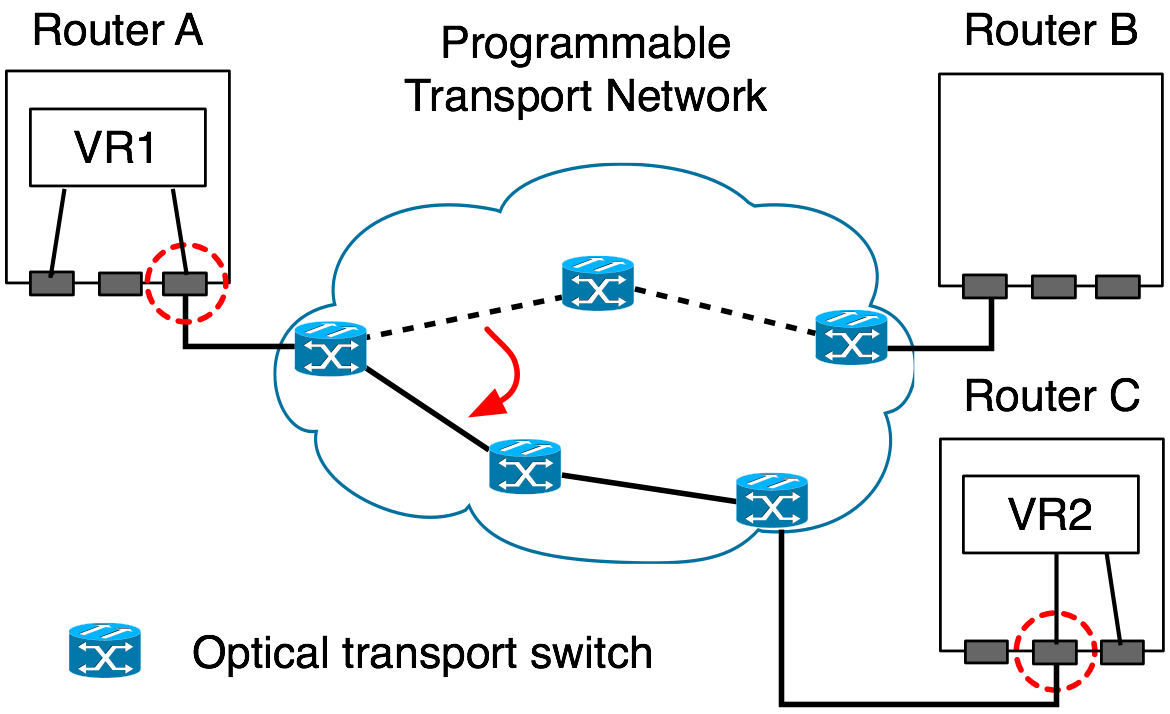 Router A
Programmable
Transport Network
Router B
VR1
Router C
VR2
Optical transport switch